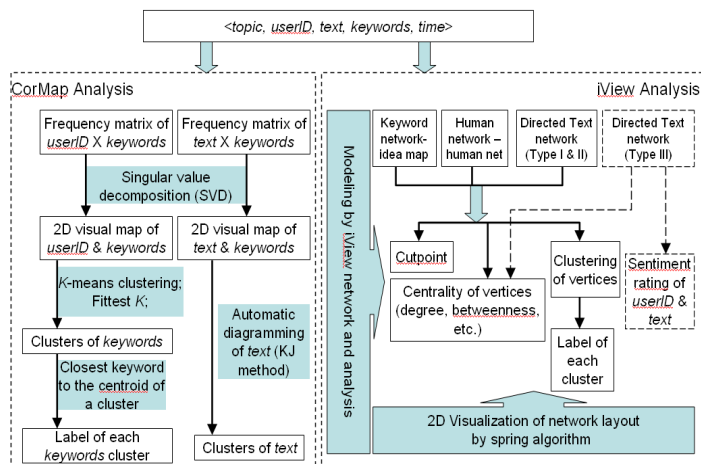 <topic, userID, text, keywords, time>
CorMap Analysis
Frequency matrix of
userID X keywords
Frequency matrix of
text X keywords
Singular value
decomposition (SVD)
2D visual map of
userID & keywords
2D visual map of
text & keywords
K-means clustering;
Fittest K;
Automatic
diagramming
of text (KJ
method)
Clusters of keywords
Closest keyword
to the centroid of
a cluster
Label of each
keywords cluster
Clusters of text
iView Analysis
Modeling by iView network and analysis
Keyword
network-
idea map
Human
network –
human net
Directed Text
network
(Type I & II)
Directed Text
network
(Type III)
Cutpoint
Centrality of vertices
(degree, betweenness,
etc.)
Clustering
of vertices
Sentiment
rating of
userID &
text
Label of
each
cluster
2D Visualization of network layout
by spring algorithm